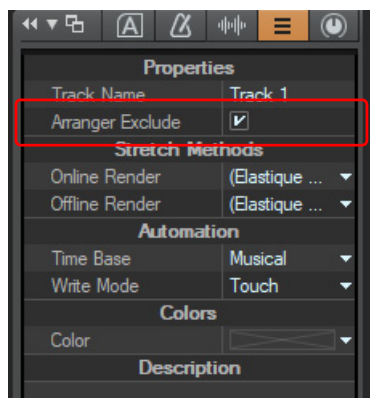 A
Properties
Track Name Track 1
Arranger Exclude
Stretch Methods
Online Render (Elastique ...
Offline Render (Elastique ...
Automation
Time Base Musical
Write Mode Touch
Colors
Color
Description